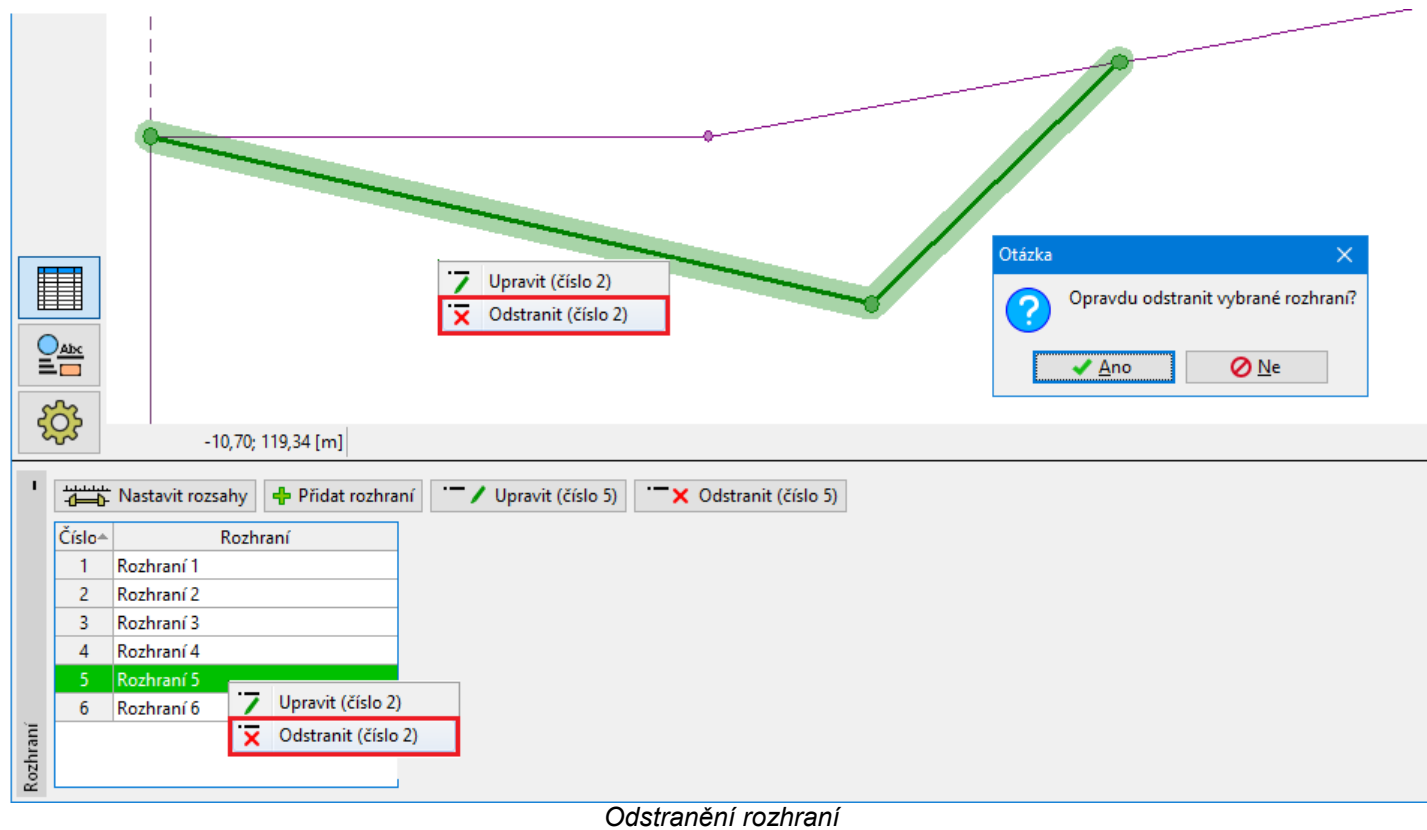 Upravit (číslo 2)
Odstranit (číslo 2)
Otázka
Opravdu odstranit vybrané rozhraní?
Ano
Ne
Abc
-10,70; 119,34 [m]
Nastavit rozsahy
Přidat rozhraní
Upravit (číslo 5)
Odstranit (číslo 5)
Číslo Rozhraní
1 Rozhraní 1
2 Rozhraní 2
3 Rozhraní 3
4 Rozhraní 4
5 Rozhraní 5
6 Rozhraní 6
Upravit (číslo 2)
Odstranit (číslo 2)
Rozhraní
Odstranění rozhraní